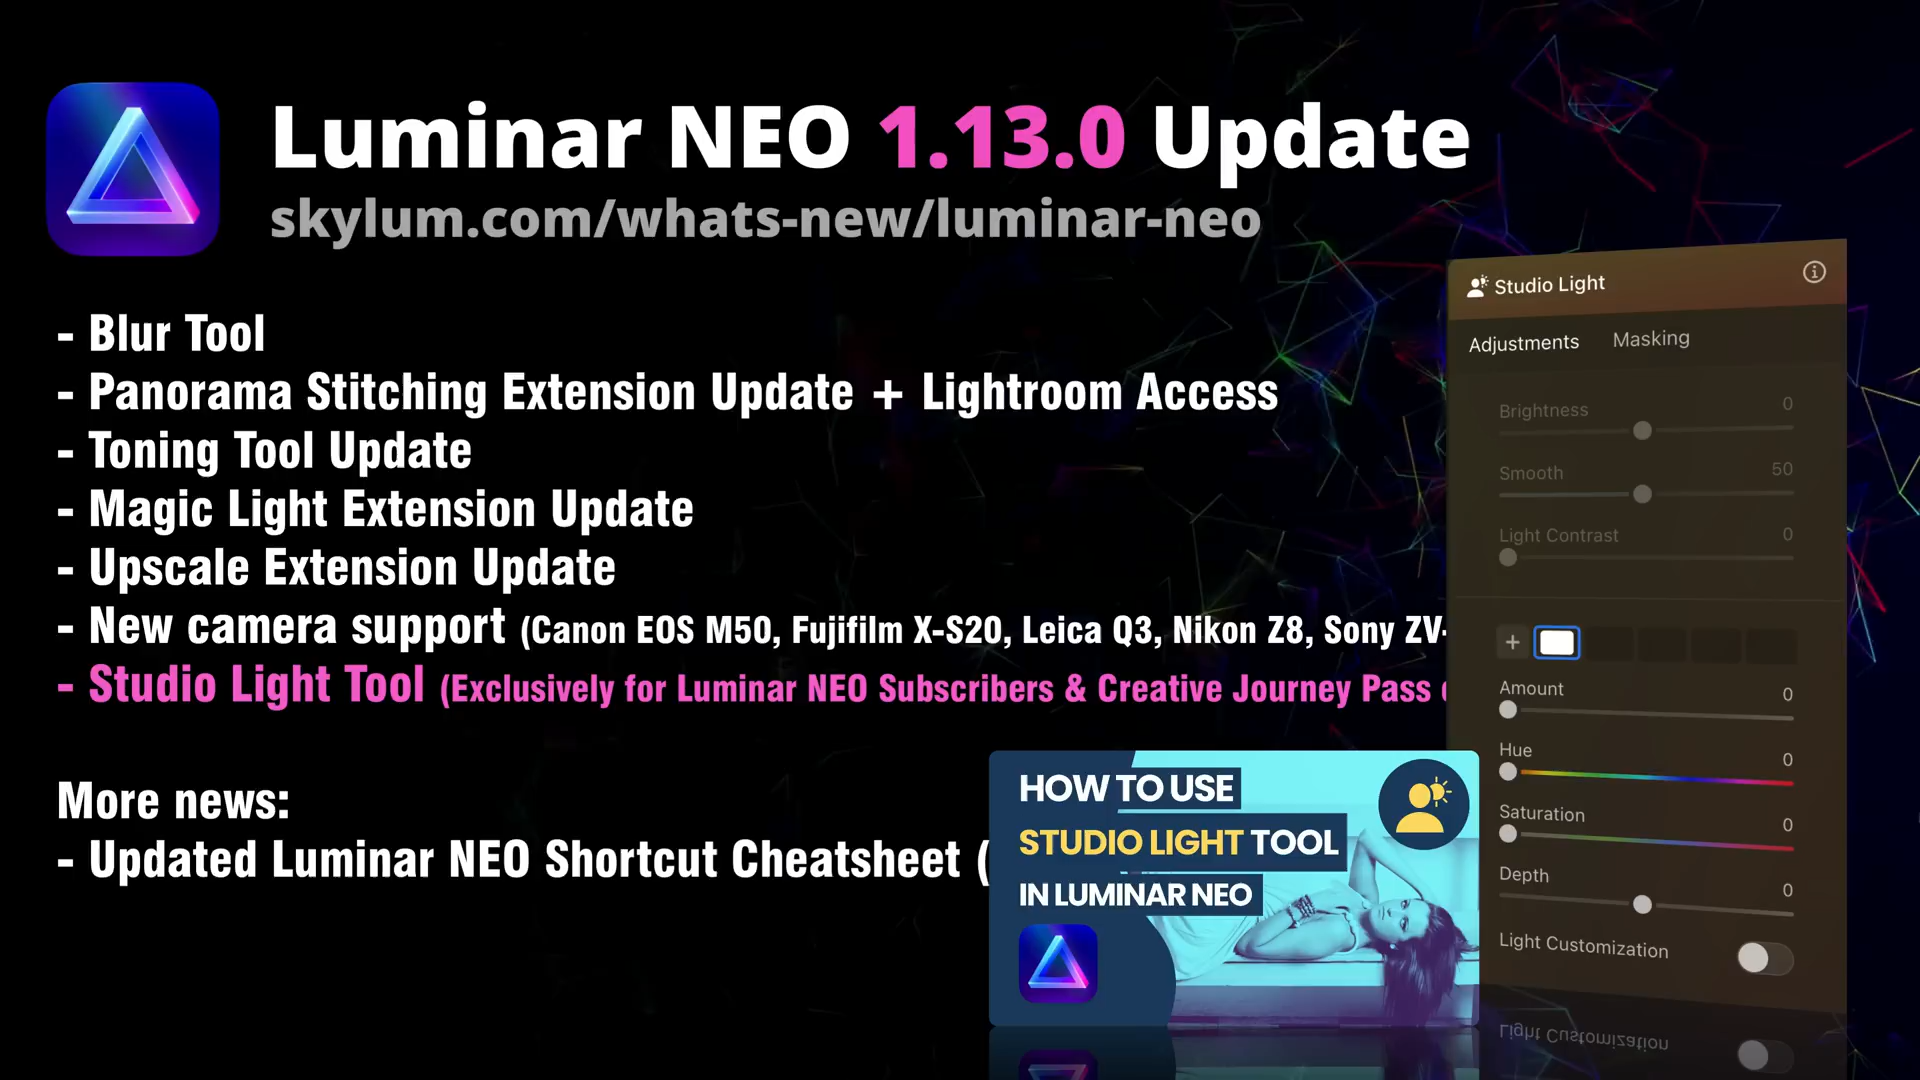 Luminar NEO 1.13.0 Update
skylum.com/whats-new/luminar-neo
- Blur Tool
- Panorama Stitching Extension Update + Lightroom Access
- Toning Tool Update
- Magic Light Extension Update
- Upscale Extension Update
- New camera support (Canon EOS M50, Fujifilm X-S20, Leica Q3, Nikon Z8, Sony ZV-
- Studio Light Tool (Exclusively for Luminar NEO Subscribers & Creative Journey Pass
More news:
- Updated Luminar NEO Shortcut Cheatsheet (
HOW TO USE
STUDIO LIGHT TOOL
IN LUMINAR NEO
Studio Light
Adjustments Masking
Brightness 0
Smooth 50
Light Contrast 0
+
Amount 0
Hue 0
Saturation 0
Depth 0
Light Customization
Light Customization